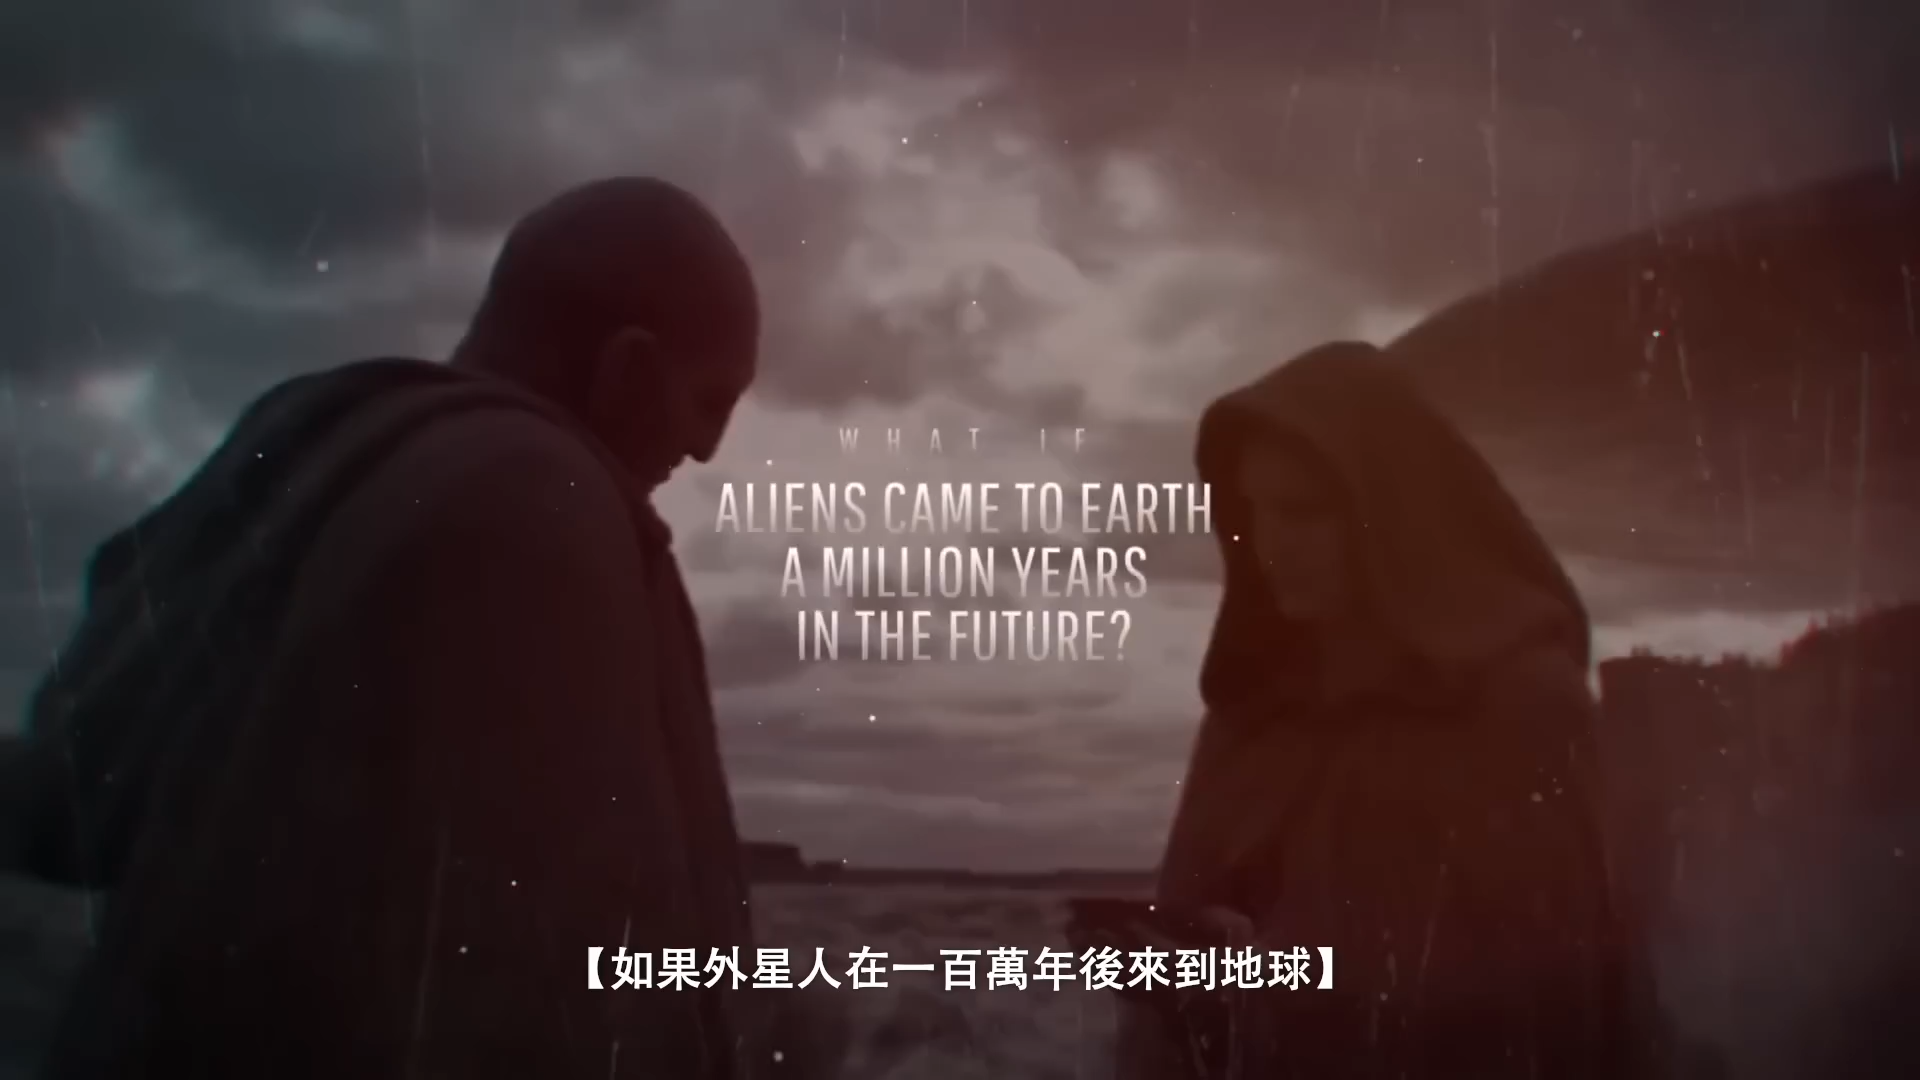 WHAT IF
ALIENS CAME TO EARTH
A MILLION YEARS
IN THE FUTURE?
【如果外星人在一百萬年後來到地球】